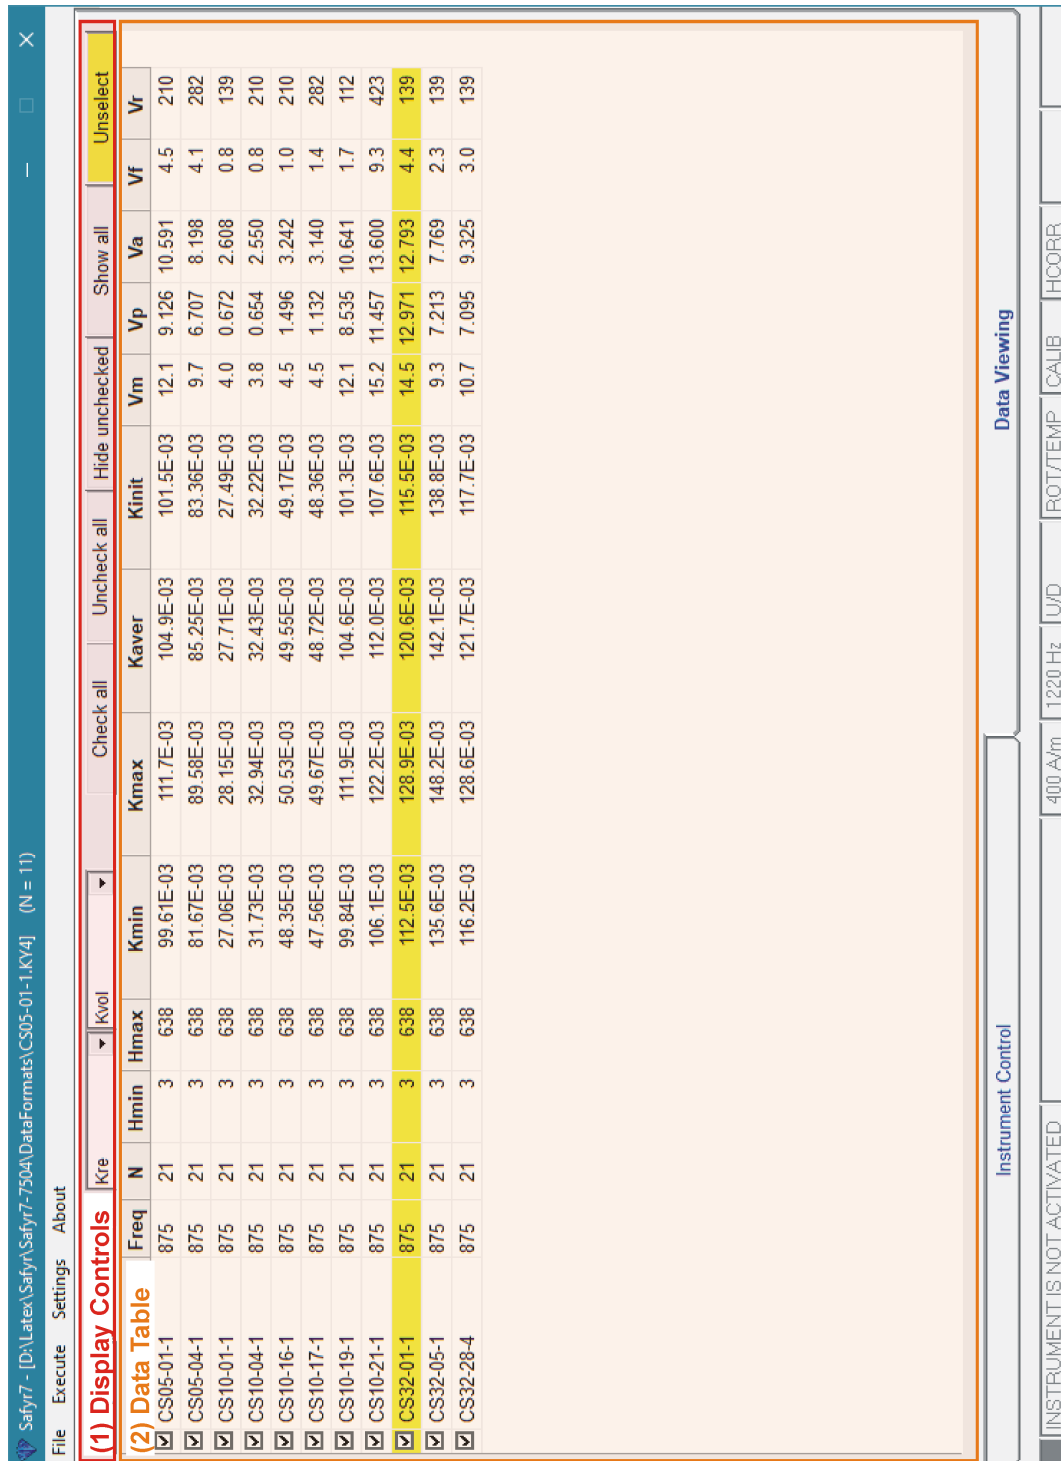 Safyr7 - [D:\Latex\Safyr\Safyr7-7504\DataFormats\CS05-01-1.KY4] (N = 11)
File Execute Settings About
(1) Display Controls Kre Kvol Check all Uncheck all Hide unchecked Show all Unselect
(2) Data Table Freq N Hmin Hmax Kmin Kmax Kaver Kinit Vm Vp Va Vf Vr
CS05-01-1 875 21 3 638 99.61E-03 111.7E-03 104.9E-03 101.5E-03 12.1 9.126 10.591 4.5 210
CS05-04-1 875 21 3 638 81.67E-03 89.58E-03 85.25E-03 83.36E-03 9.7 6.707 8.198 4.1 282
CS10-01-1 875 21 3 638 27.06E-03 28.15E-03 27.71E-03 27.49E-03 4.0 0.672 2.608 0.8 139
CS10-04-1 875 21 3 638 31.73E-03 32.94E-03 32.43E-03 32.22E-03 3.8 0.654 2.550 0.8 210
CS10-16-1 875 21 3 638 48.35E-03 50.53E-03 49.55E-03 49.17E-03 4.5 1.496 3.242 1.0 210
CS10-17-1 875 21 3 638 47.56E-03 49.67E-03 48.72E-03 48.36E-03 4.5 1.132 3.140 1.4 282
CS10-19-1 875 21 3 638 99.84E-03 111.9E-03 104.6E-03 101.3E-03 12.1 8.535 10.641 1.7 112
CS10-21-1 875 21 3 638 106.1E-03 122.2E-03 112.0E-03 107.6E-03 15.2 11.457 13.600 9.3 423
CS32-01-1 875 21 3 638 112.5E-03 128.9E-03 120.6E-03 115.5E-03 14.5 12.971 12.793 4.4 139
CS32-05-1 875 21 3 638 135.6E-03 148.2E-03 142.1E-03 138.8E-03 9.3 7.213 7.769 2.3 139
CS32-28-4 875 21 3 638 116.2E-03 128.6E-03 121.7E-03 117.7E-03 10.7 7.095 9.325 3.0 139
Instrument Control Data Viewing
INSTRUMENT IS NOT ACTIVATED 400 A/m 1220 Hz U/D ROT/TEMP CALIB HCORR